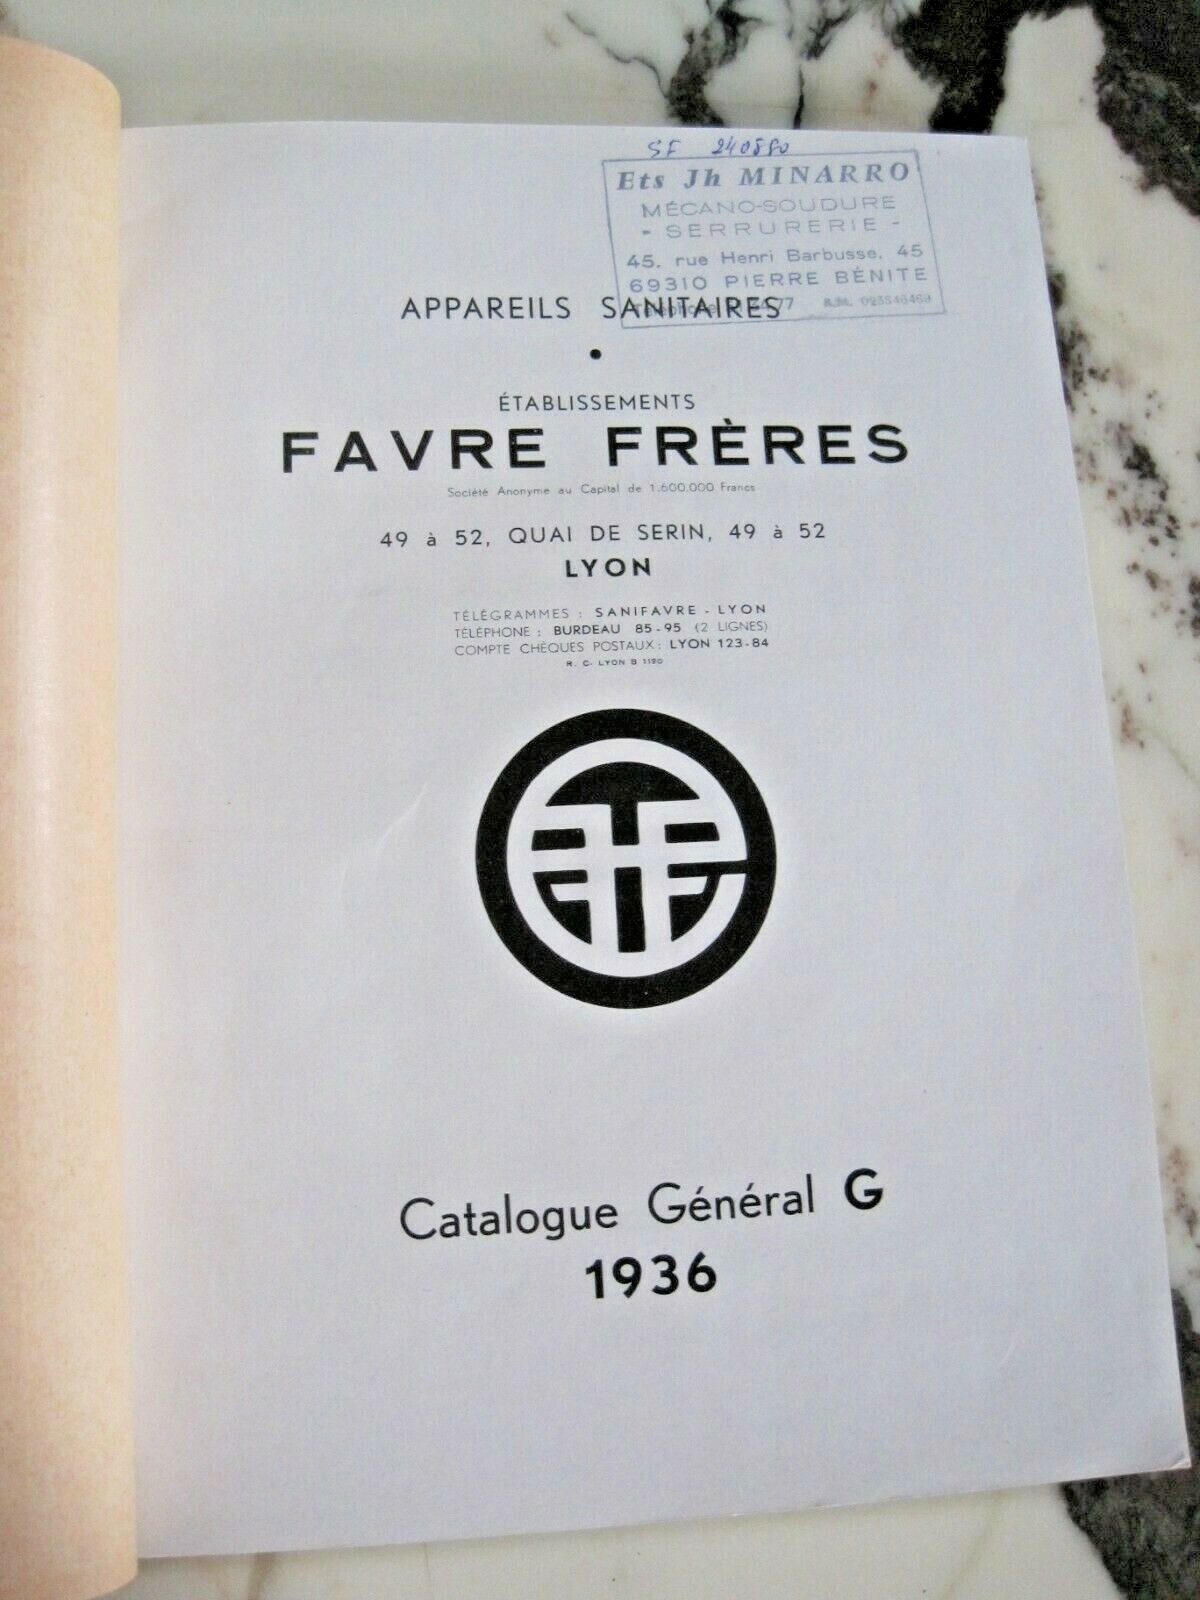 SF 240880
Ets Jh MINARRO
MÉCANO-SOUDURE
- SERRURERIE -
45, rue Henri Barbusse, 45
69310 PIERRE BÉNITE
Téléphone 77 R.M.
APPAREILS SANITAIRES
•
ÉTABLISSEMENTS
FAVRE FRÈRES
Société Anonyme au Capital de 1.600.000 Francs
49 à 52, QUAI DE SERIN, 49 à 52
LYON
TÉLÉGRAMMES : SANIFAVRE - LYON
TÉLÉPHONE : BURDEAU 85-95 (2 LIGNES)
COMPTE CHÈQUES POSTAUX : LYON 123-84
R. C. LYON B 1120
Catalogue Général G
1936